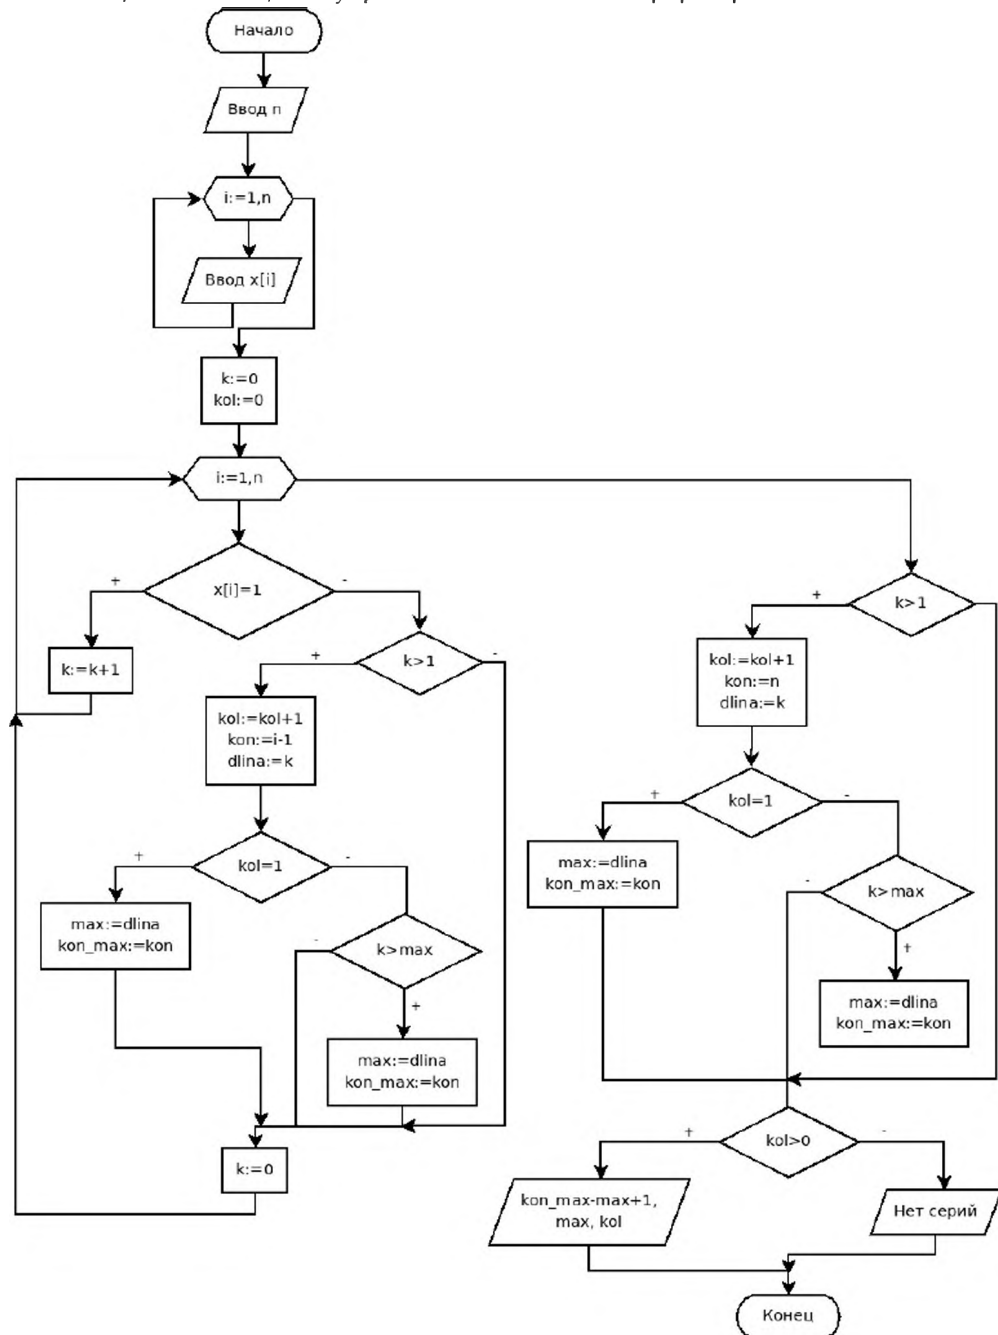 Начало
Ввод n
i:=1,n
Ввод x[i]
k:=0
kol:=0
i:=1,n
x[i]=1
+
-
k:=k+1
k>1
+
-
kol:=kol+1
kon:=i-1
dlina:=k
kol=1
+
-
max:=dlina
kon_max:=kon
k>max
-
+
max:=dlina
kon_max:=kon
k:=0
k>1
+
kol:=kol+1
kon:=n
dlina:=k
kol=1
+
-
max:=dlina
kon_max:=kon
k>max
-
+
max:=dlina
kon_max:=kon
kol>0
+
-
kon_max-max+1,
max, kol
Нет серий
Конец